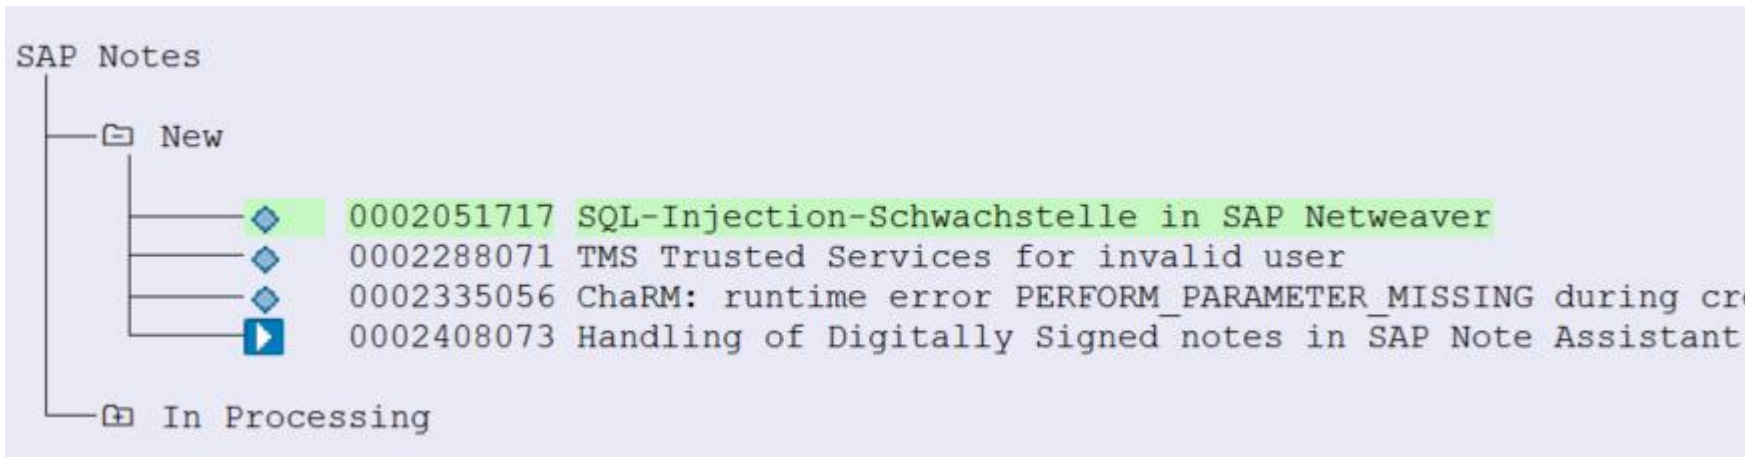 SAP Notes
New
0002051717 SQL-Injection-Schwachstelle in SAP Netweaver
0002288071 TMS Trusted Services for invalid user
0002335056 ChaRM: runtime error PERFORM_PARAMETER_MISSING during
0002408073 Handling of Digitally Signed notes in SAP Note Assistant
In Processing